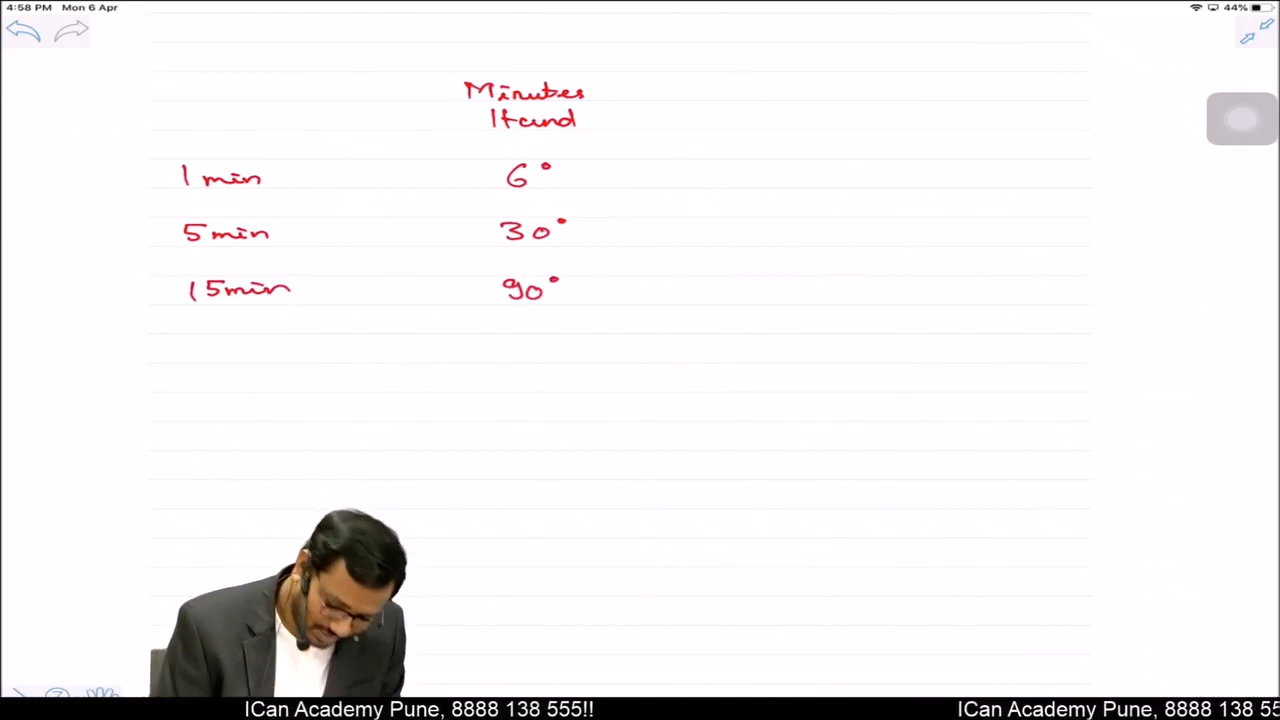 4:58 PM Mon 6 Apr
44%
Minutes
Hand
1 min 6°
5 min 30°
15 min 90°
ICan Academy Pune, 8888 138 555!!
ICan Academy Pune, 8888 138 55